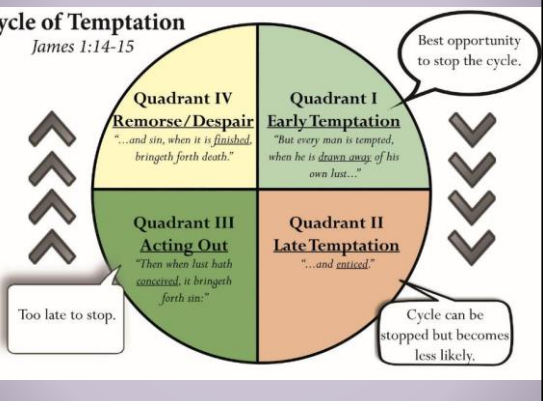 ycle of Temptation
James 1:14-15
Best opportunity
to stop the cycle.
Quadrant IV
Remorse/Despair
"...and sin, when it is finished,
bringeth forth death."
Quadrant I
Early Temptation
"But every man is tempted,
when he is drawn away of his
own lust..."
Quadrant III
Acting Out
"Then when lust hath
conceived, it bringeth
forth sin:"
Quadrant II
Late Temptation
"...and enticed."
Too late to stop.
Cycle can be
stopped but becomes
less likely.